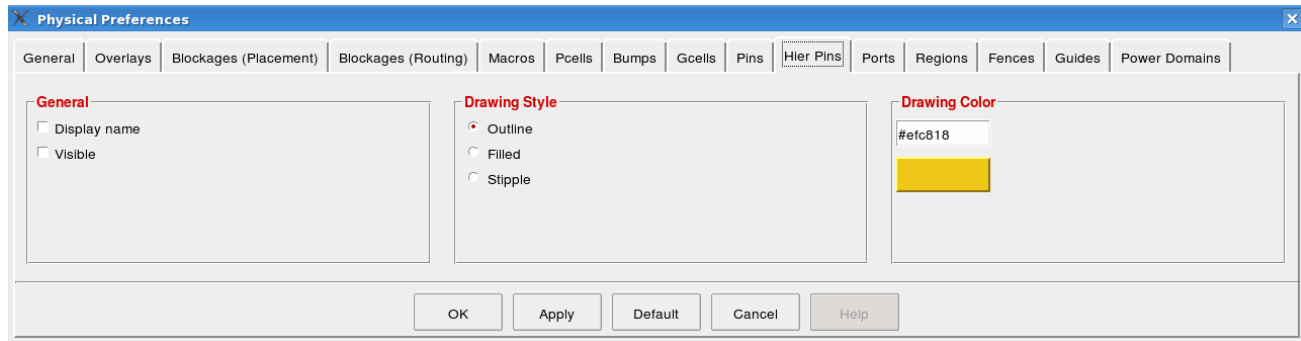 Physical Preferences
General Overlays Blockages (Placement) Blockages (Routing) Macros Pcells Bumps Gcells Pins Hier Pins Ports Regions Fences Guides Power Domains
General Drawing Style Drawing Color
Display name Outline #efc818
Visible Filled
Stipple
OK Apply Default Cancel Help